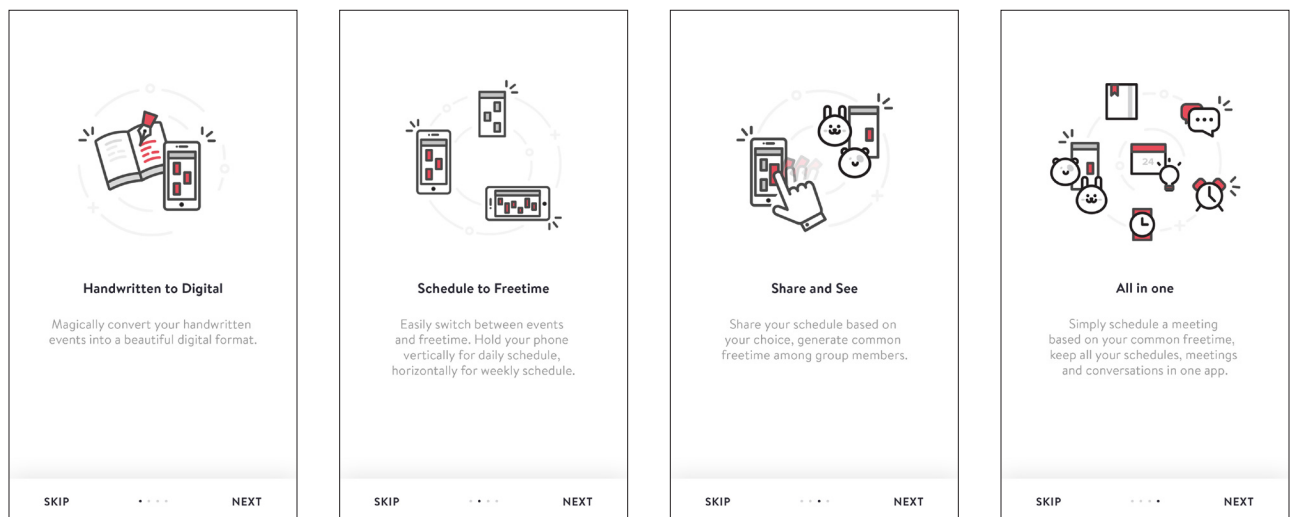 Handwritten to Digital
Magically convert your handwritten
events into a beautiful digital format.
SKIP
NEXT
Schedule to Freetime
Easily switch between events
and freetime. Hold your phone
vertically for daily schedule,
horizontally for weekly schedule.
SKIP
NEXT
Share and See
Share your schedule based on
your choice, generate common
freetime among group members.
SKIP
NEXT
24
All in one
Simply schedule a meeting
based on your common freetime,
keep all your schedules, meetings
and conversations in one app.
SKIP
NEXT